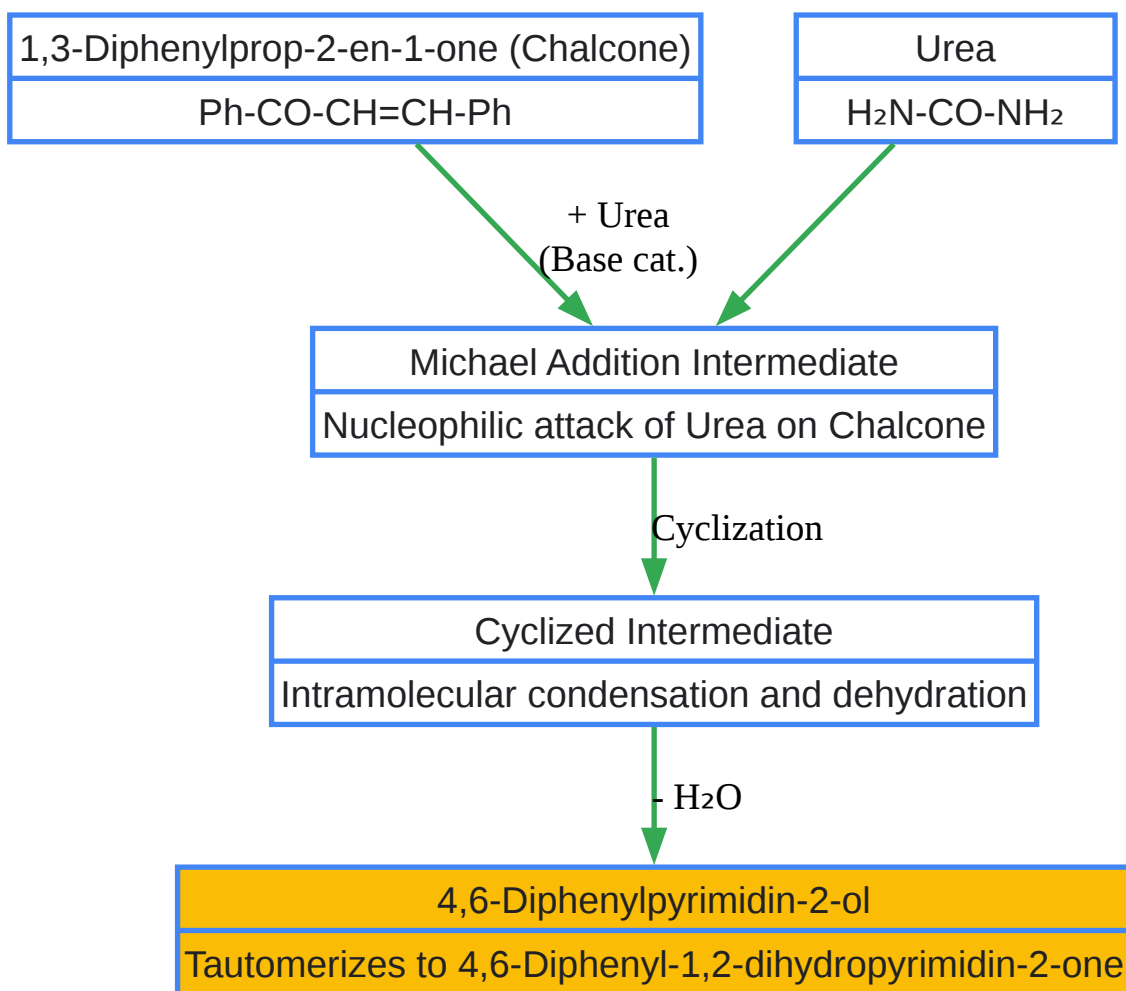 1,3-Diphenylprop-2-en-1-one (Chalcone)
Ph-CO-CH=CH-Ph
Urea
H₂N-CO-NH₂
+ Urea
(Base cat.)
Michael Addition Intermediate
Nucleophilic attack of Urea on Chalcone
Cyclization
Cyclized Intermediate
Intramolecular condensation and dehydration
- H₂O
4,6-Diphenylpyrimidin-2-ol
Tautomerizes to 4,6-Diphenyl-1,2-dihydropyrimidin-2-one